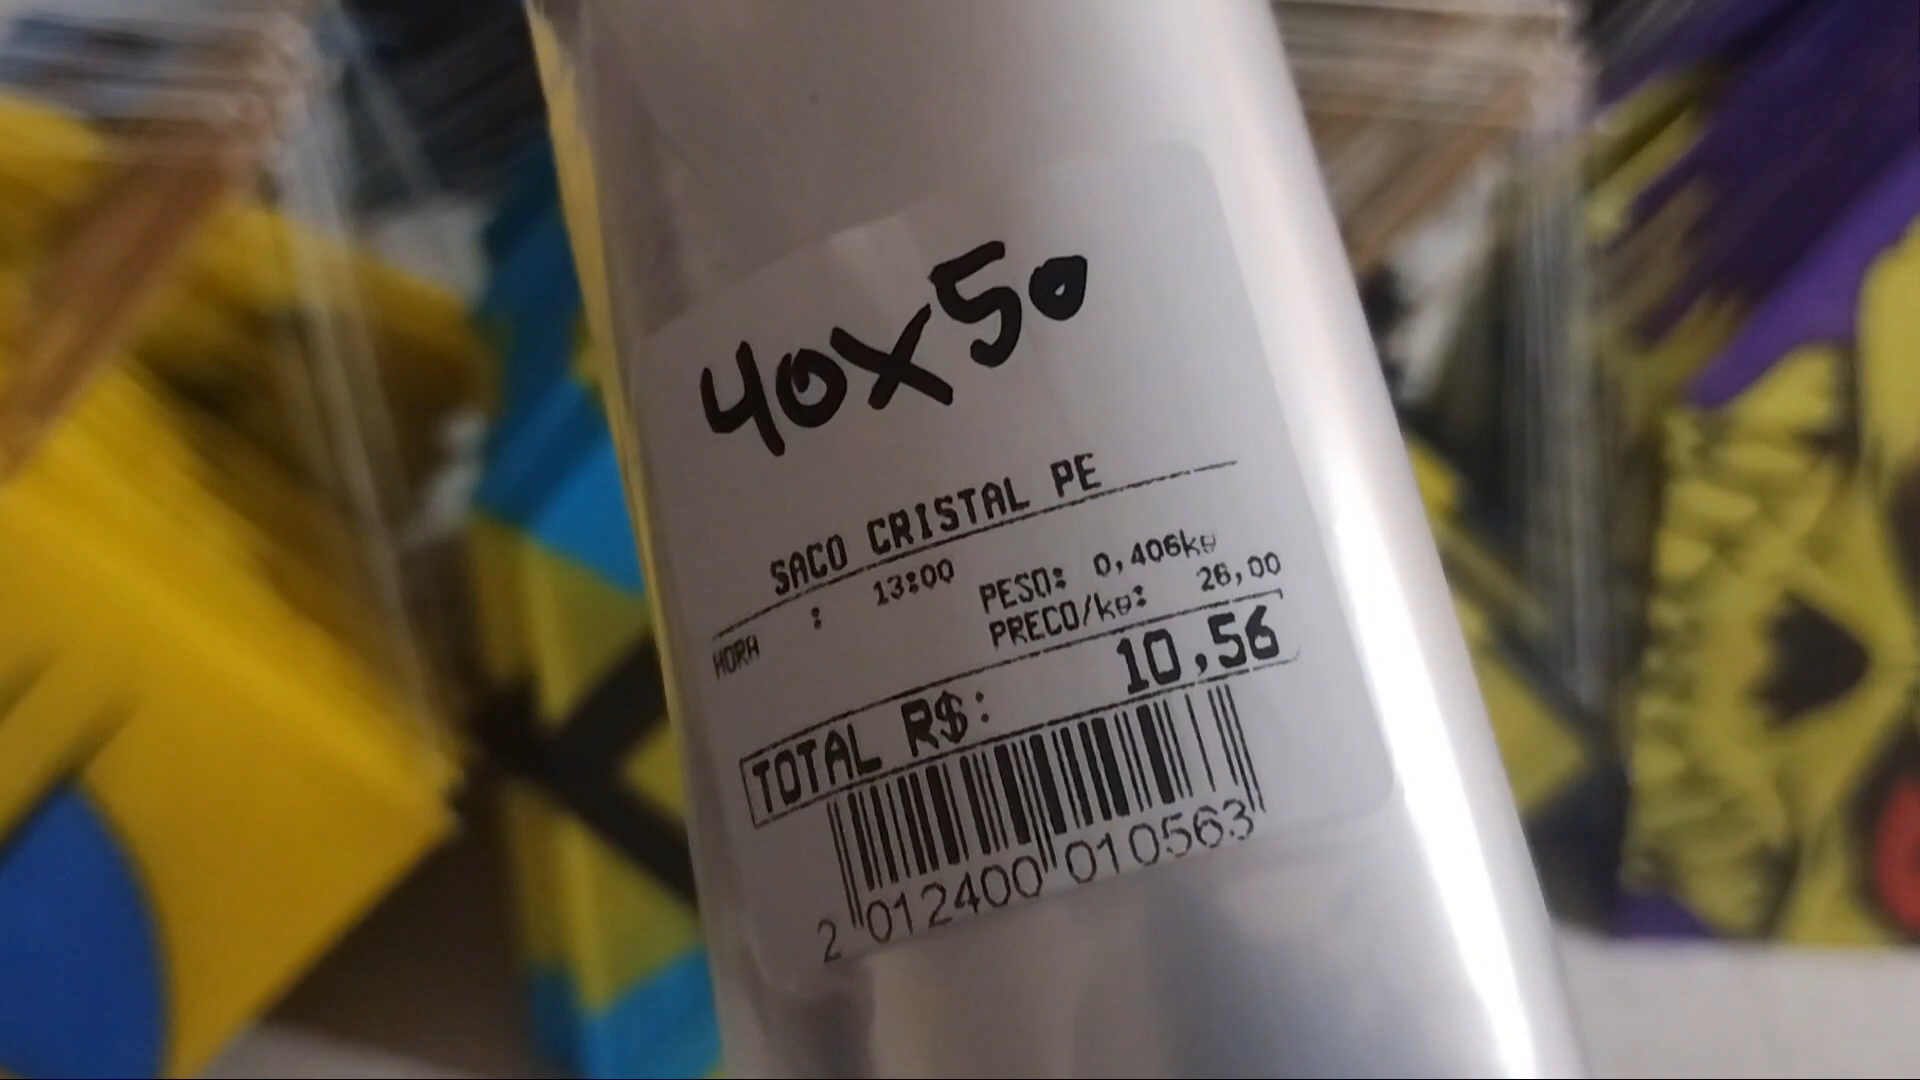 40x50
SACO CRISTAL PE
HORA : 13:00 PESO: 0,406kg
PRECO/kg: 26,00
TOTAL R$: 10,56
2 012400 010563